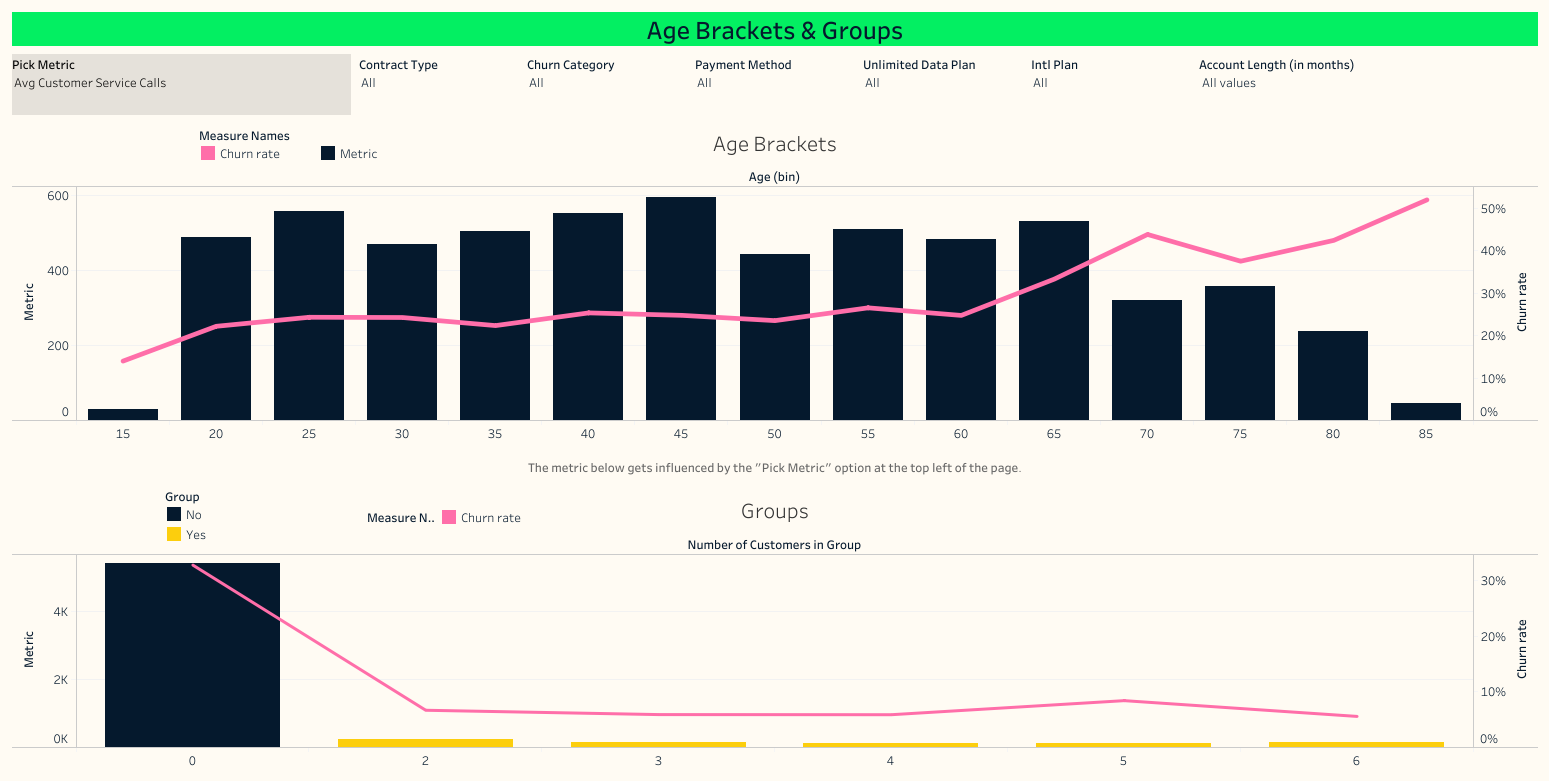 Age Brackets & Groups
Pick Metric
Avg Customer Service Calls
Contract Type
All
Churn Category
All
Payment Method
All
Unlimited Data Plan
All
Intl Plan
All
Account Length (in months)
All values
Measure Names
Churn rate
Metric
Age Brackets
Age (bin)
600
400
200
0
Metric
50%
40%
30%
20%
10%
0%
Churn rate
15 20 25 30 35 40 45 50 55 60 65 70 75 80 85
The metric below gets influenced by the "Pick Metric" option at the top left of the page.
Group
No
Yes
Measure N.. Churn rate
Groups
Number of Customers in Group
4K
2K
0K
Metric
30%
20%
10%
0%
Churn rate
0 2 3 4 5 6